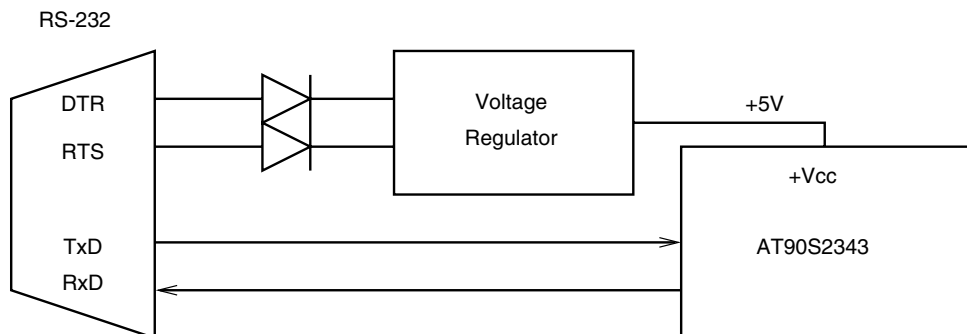 RS-232
DTR
RTS
TxD
RxD
Voltage
Regulator
+5V
+Vcc
AT90S2343